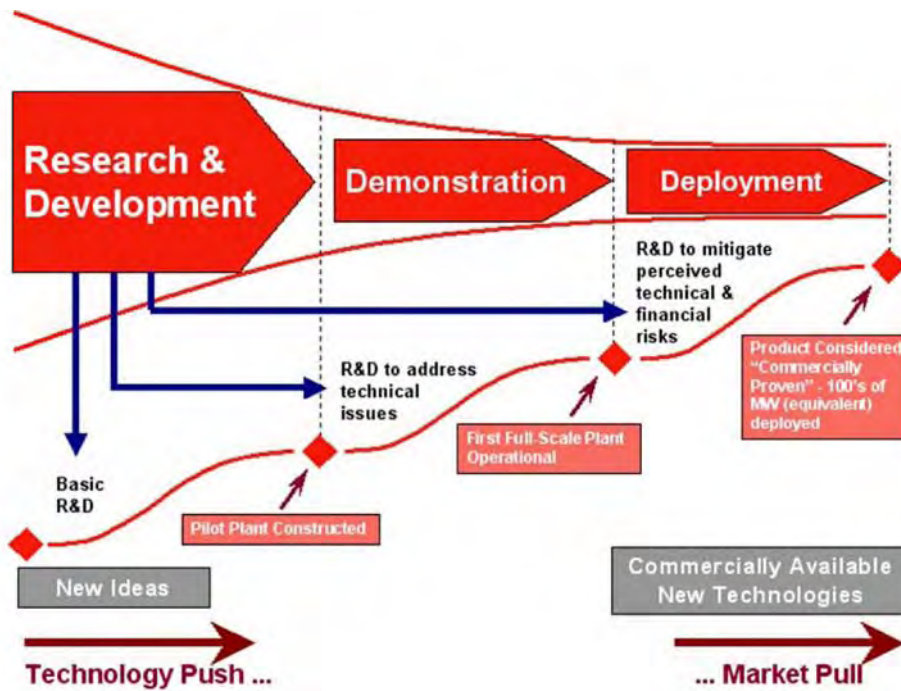 Research &
Development
Demonstration
Deployment
R&D to mitigate
perceived
technical &
financial
risks
R&D to address
technical
issues
Basic
R&D
Product Considered
"Commercially
Proven" - 100's of
MW (equivalent)
deployed
First Full-Scale Plant
Operational
Pilot Plant Constructed
New Ideas
Commercially Available
New Technologies
Technology Push ...
... Market Pull